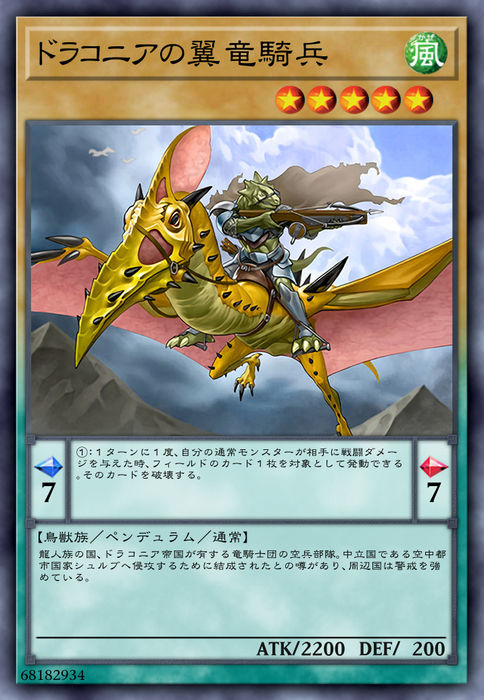 ドラコニアの翼竜騎兵
風
①:1ターンに1度、自分の通常モンスターが相手に戦闘ダメー
ジを与えた時、フィールドのカード1枚を対象として発動できる
。そのカードを破壊する。
7
7
【鳥獣族／ペンデュラム／通常】
龍人族の国、ドラコニア帝国が有する竜騎士団の空兵部隊。中立国である空中都
市国家シュルブへ侵攻するために結成されたとの噂があり、周辺国は警戒を強
めている。
ATK/2200 DEF/ 200
68182934